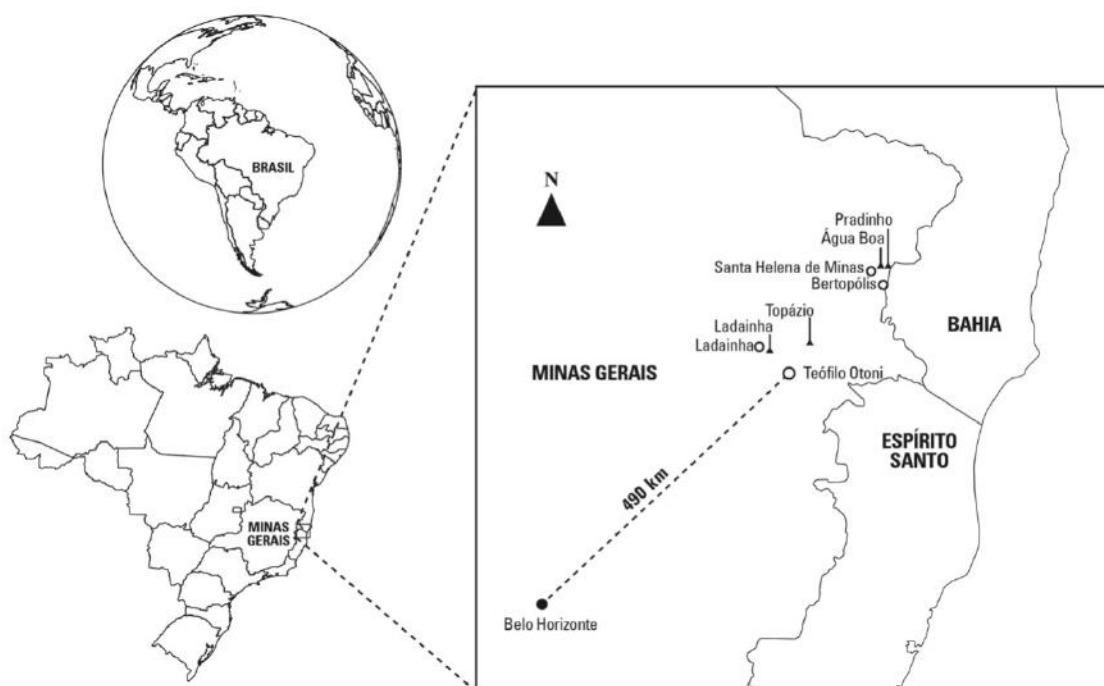 BRASIL
MINAS
GERAIS
N
Pradinho
Água Boa
Santa Helena de Minas
Bertopólis
Topázio
Ladainha
Ladainha
BAHIA
MINAS GERAIS
Teófilo Otoni
ESPÍRITO
SANTO
490 km
Belo Horizonte